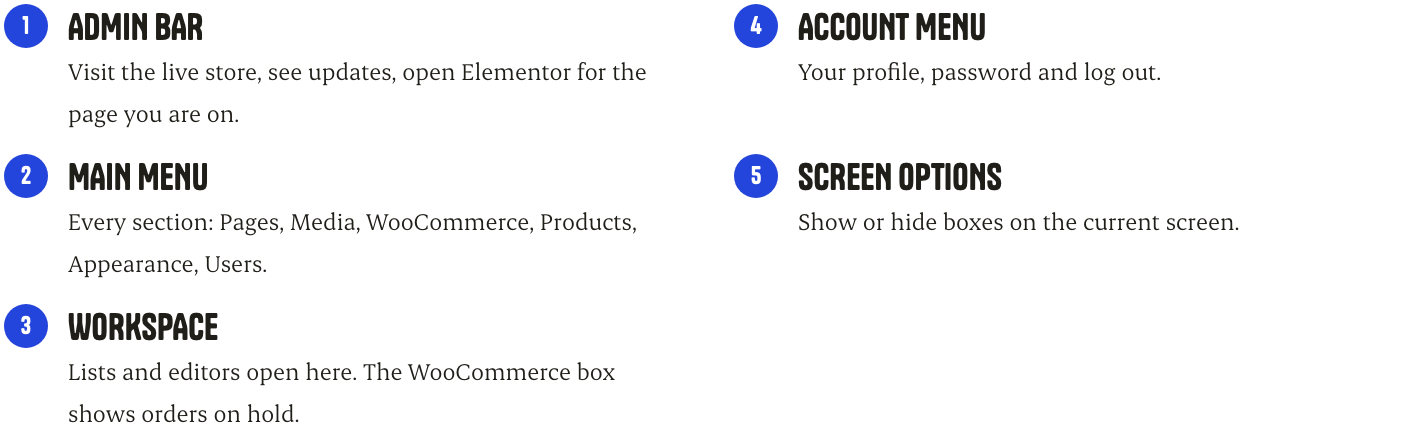 1
ADMIN BAR
Visit the live store, see updates, open Elementor for the
page you are on.
2
MAIN MENU
Every section: Pages, Media, WooCommerce, Products,
Appearance, Users.
3
WORKSPACE
Lists and editors open here. The WooCommerce box
shows orders on hold.
4
ACCOUNT MENU
Your profile, password and log out.
5
SCREEN OPTIONS
Show or hide boxes on the current screen.